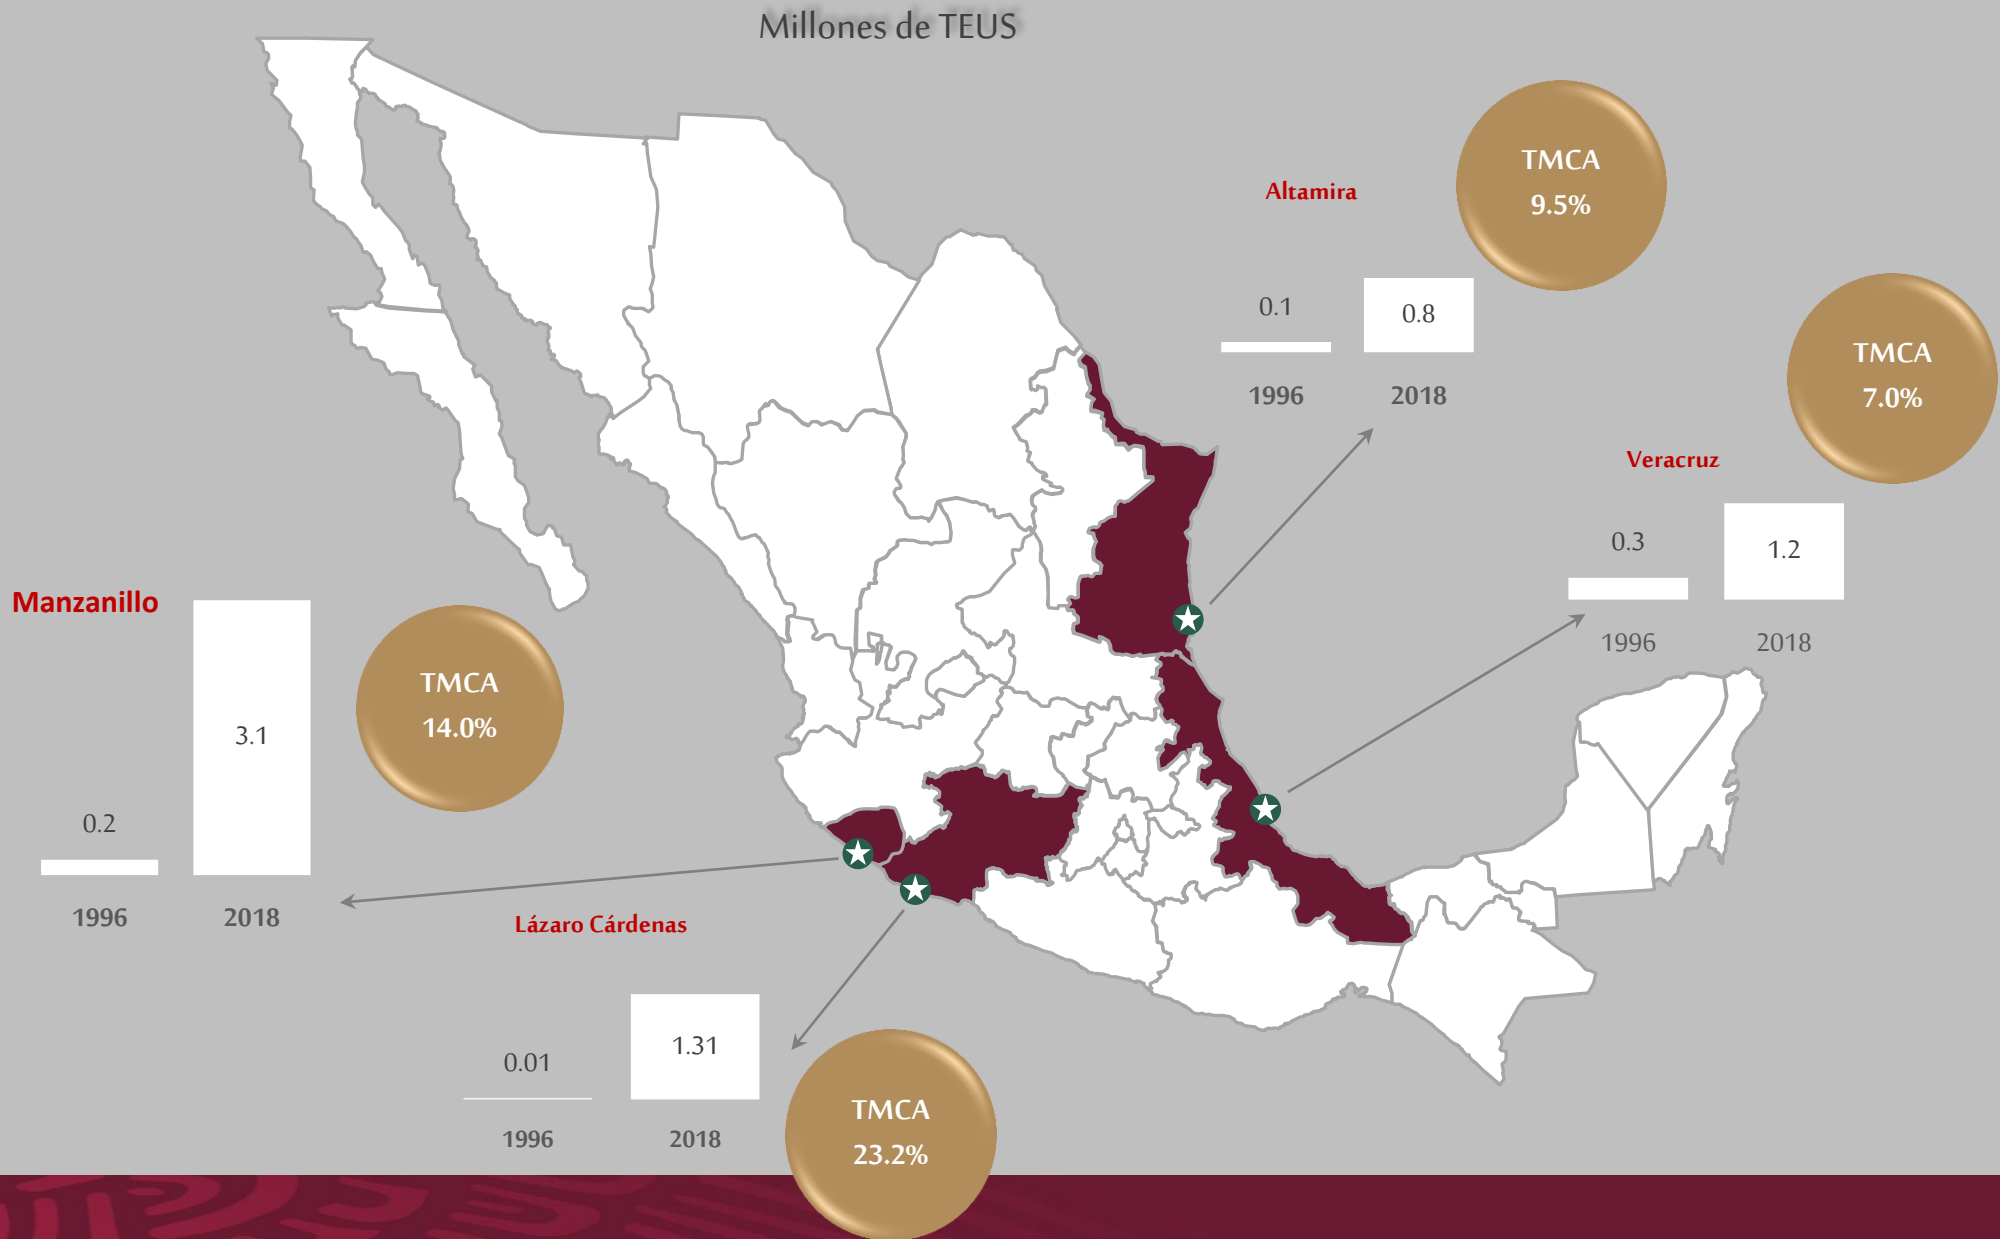 Millones de TEUS
Altamira
TMCA
9.5%
0.1
0.8
1996
2018
TMCA
7.0%
Veracruz
0.3
1.2
1996
2018
Manzanillo
0.2
3.1
1996
2018
TMCA
14.0%
Lázaro Cárdenas
0.01
1.31
1996
2018
TMCA
23.2%